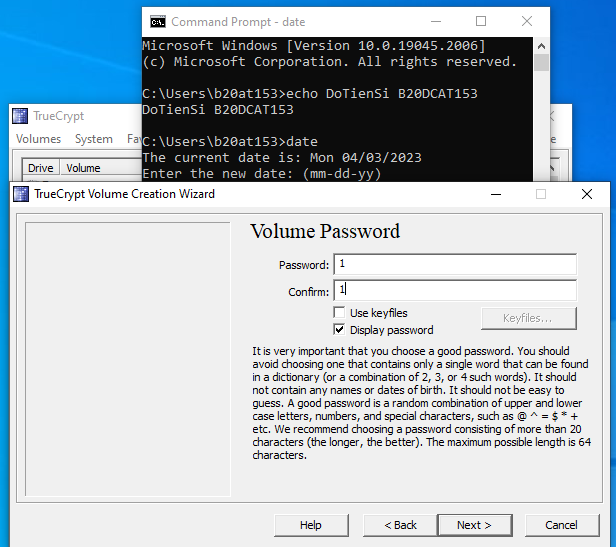 Command Prompt - date
Microsoft Windows [Version 10.0.19045.2006]
(c) Microsoft Corporation. All rights reserved.
C:\Users\b20at153>echo DoTienSi B20DCAT153
DoTienSi B20DCAT153
C:\Users\b20at153>date
The current date is: Mon 04/03/2023
Enter the new date: (mm-dd-yy)
TrueCrypt
Volumes System
Drive Volume
TrueCrypt Volume Creation Wizard
Volume Password
Password: 1
Confirm: 1
Use keyfiles
Keyfiles...
Display password
It is very important that you choose a good password. You should
avoid choosing one that contains only a single word that can be found
in a dictionary (or a combination of 2, 3, or 4 such words). It should
not contain any names or dates of birth. It should not be easy to
guess. A good password is a random combination of upper and lower
case letters, numbers, and special characters, such as @ ^ = $ * +
etc. We recommend choosing a password consisting of more than 20
characters (the longer, the better). The maximum possible length is 64
characters.
Help
< Back
Next >
Cancel